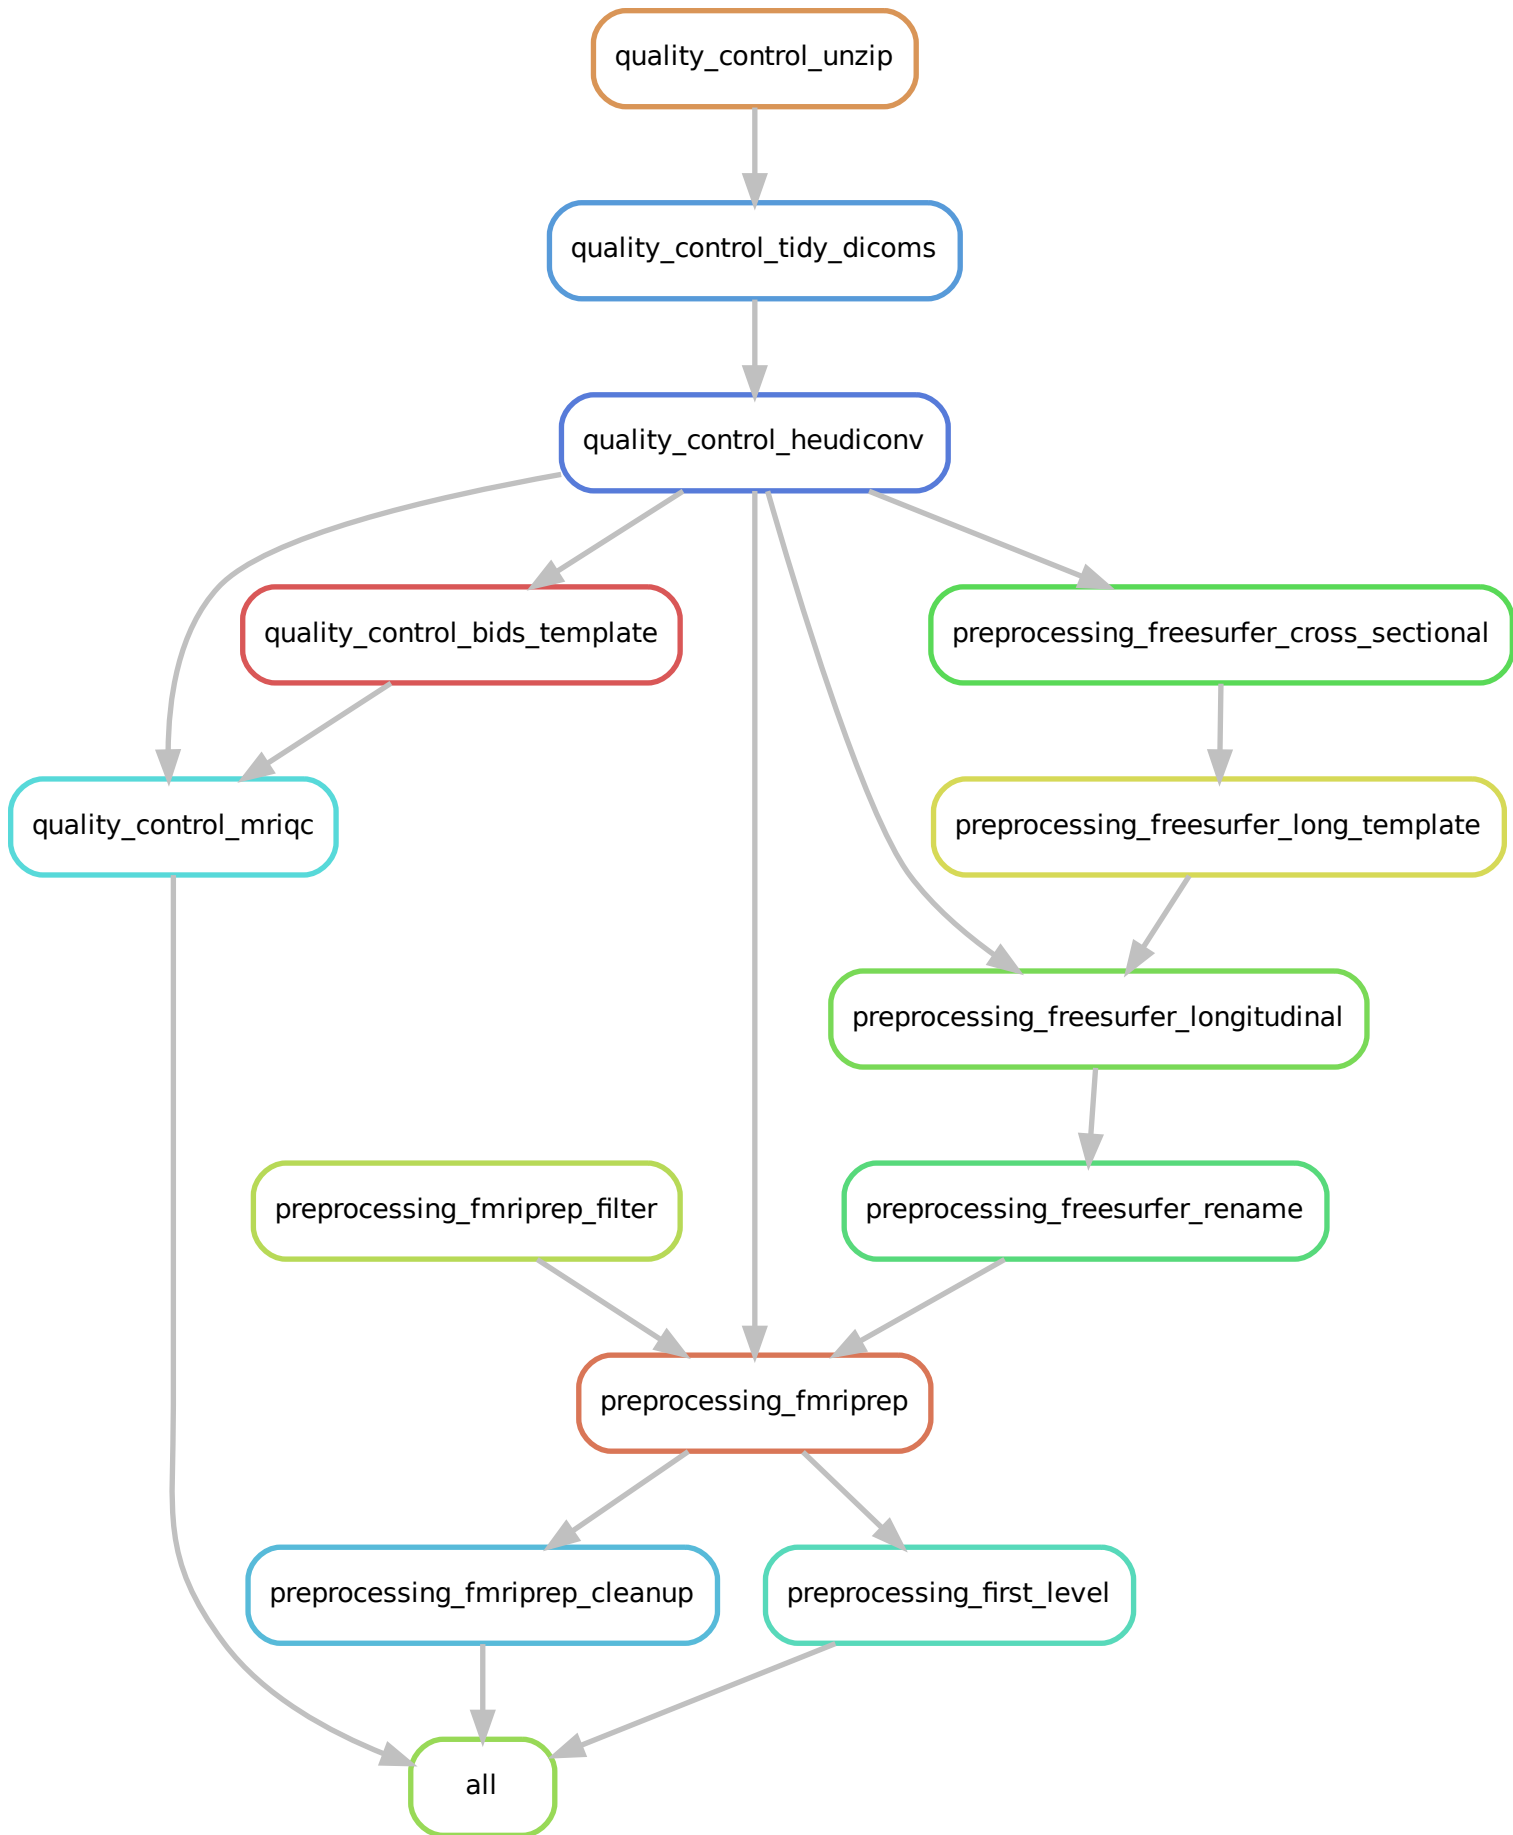 quality_control_unzip
quality_control_tidy_dicoms
quality_control_heudiconv
quality_control_bids_template
preprocessing_freesurfer_cross_sectional
quality_control_mriqc
preprocessing_freesurfer_long_template
preprocessing_freesurfer_longitudinal
preprocessing_fmriprep_filter
preprocessing_freesurfer_rename
preprocessing_fmriprep
preprocessing_fmriprep_cleanup
preprocessing_first_level
all